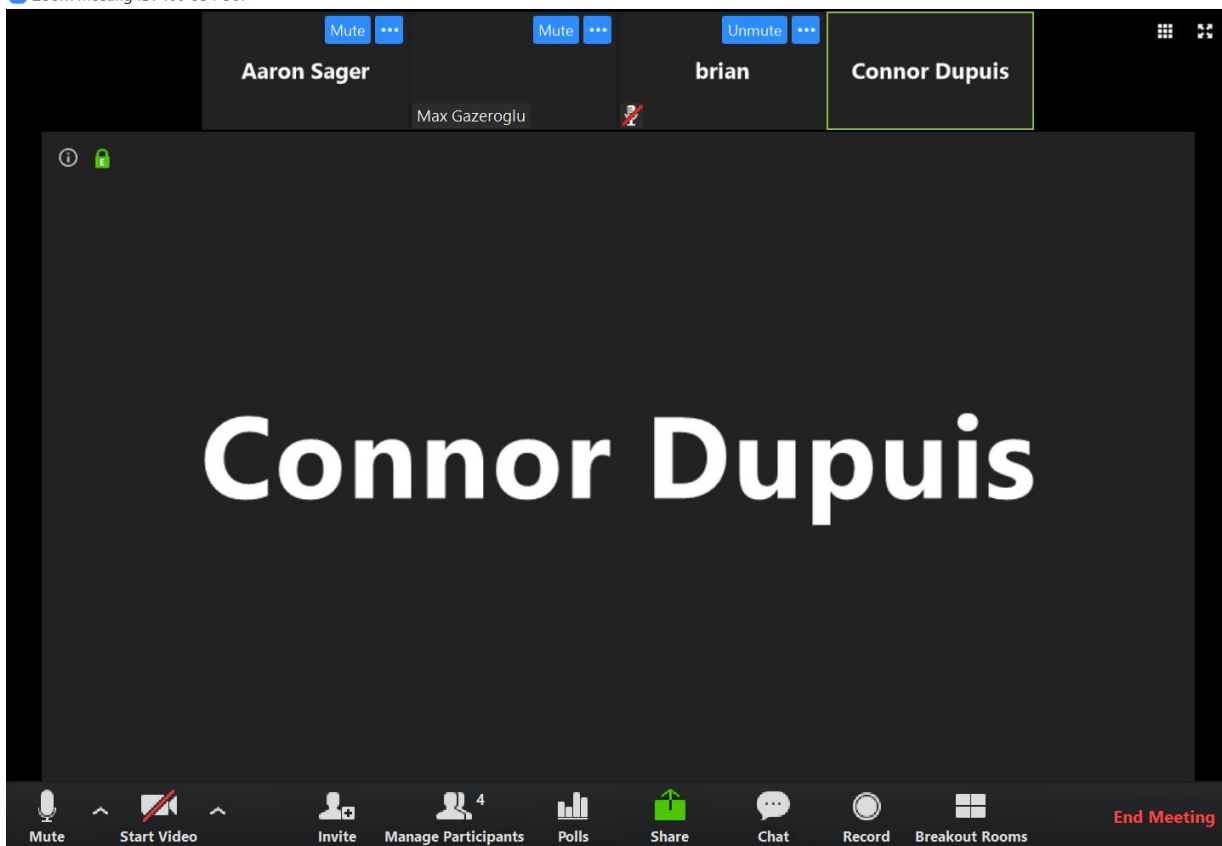 Mute ••• Mute ••• Unmute •••
Aaron Sager brian Connor Dupuis
Max Gazeroglu
E
Connor Dupuis
4
Mute Start Video Invite Manage Participants Polls Share Chat Record Breakout Rooms End Meeting